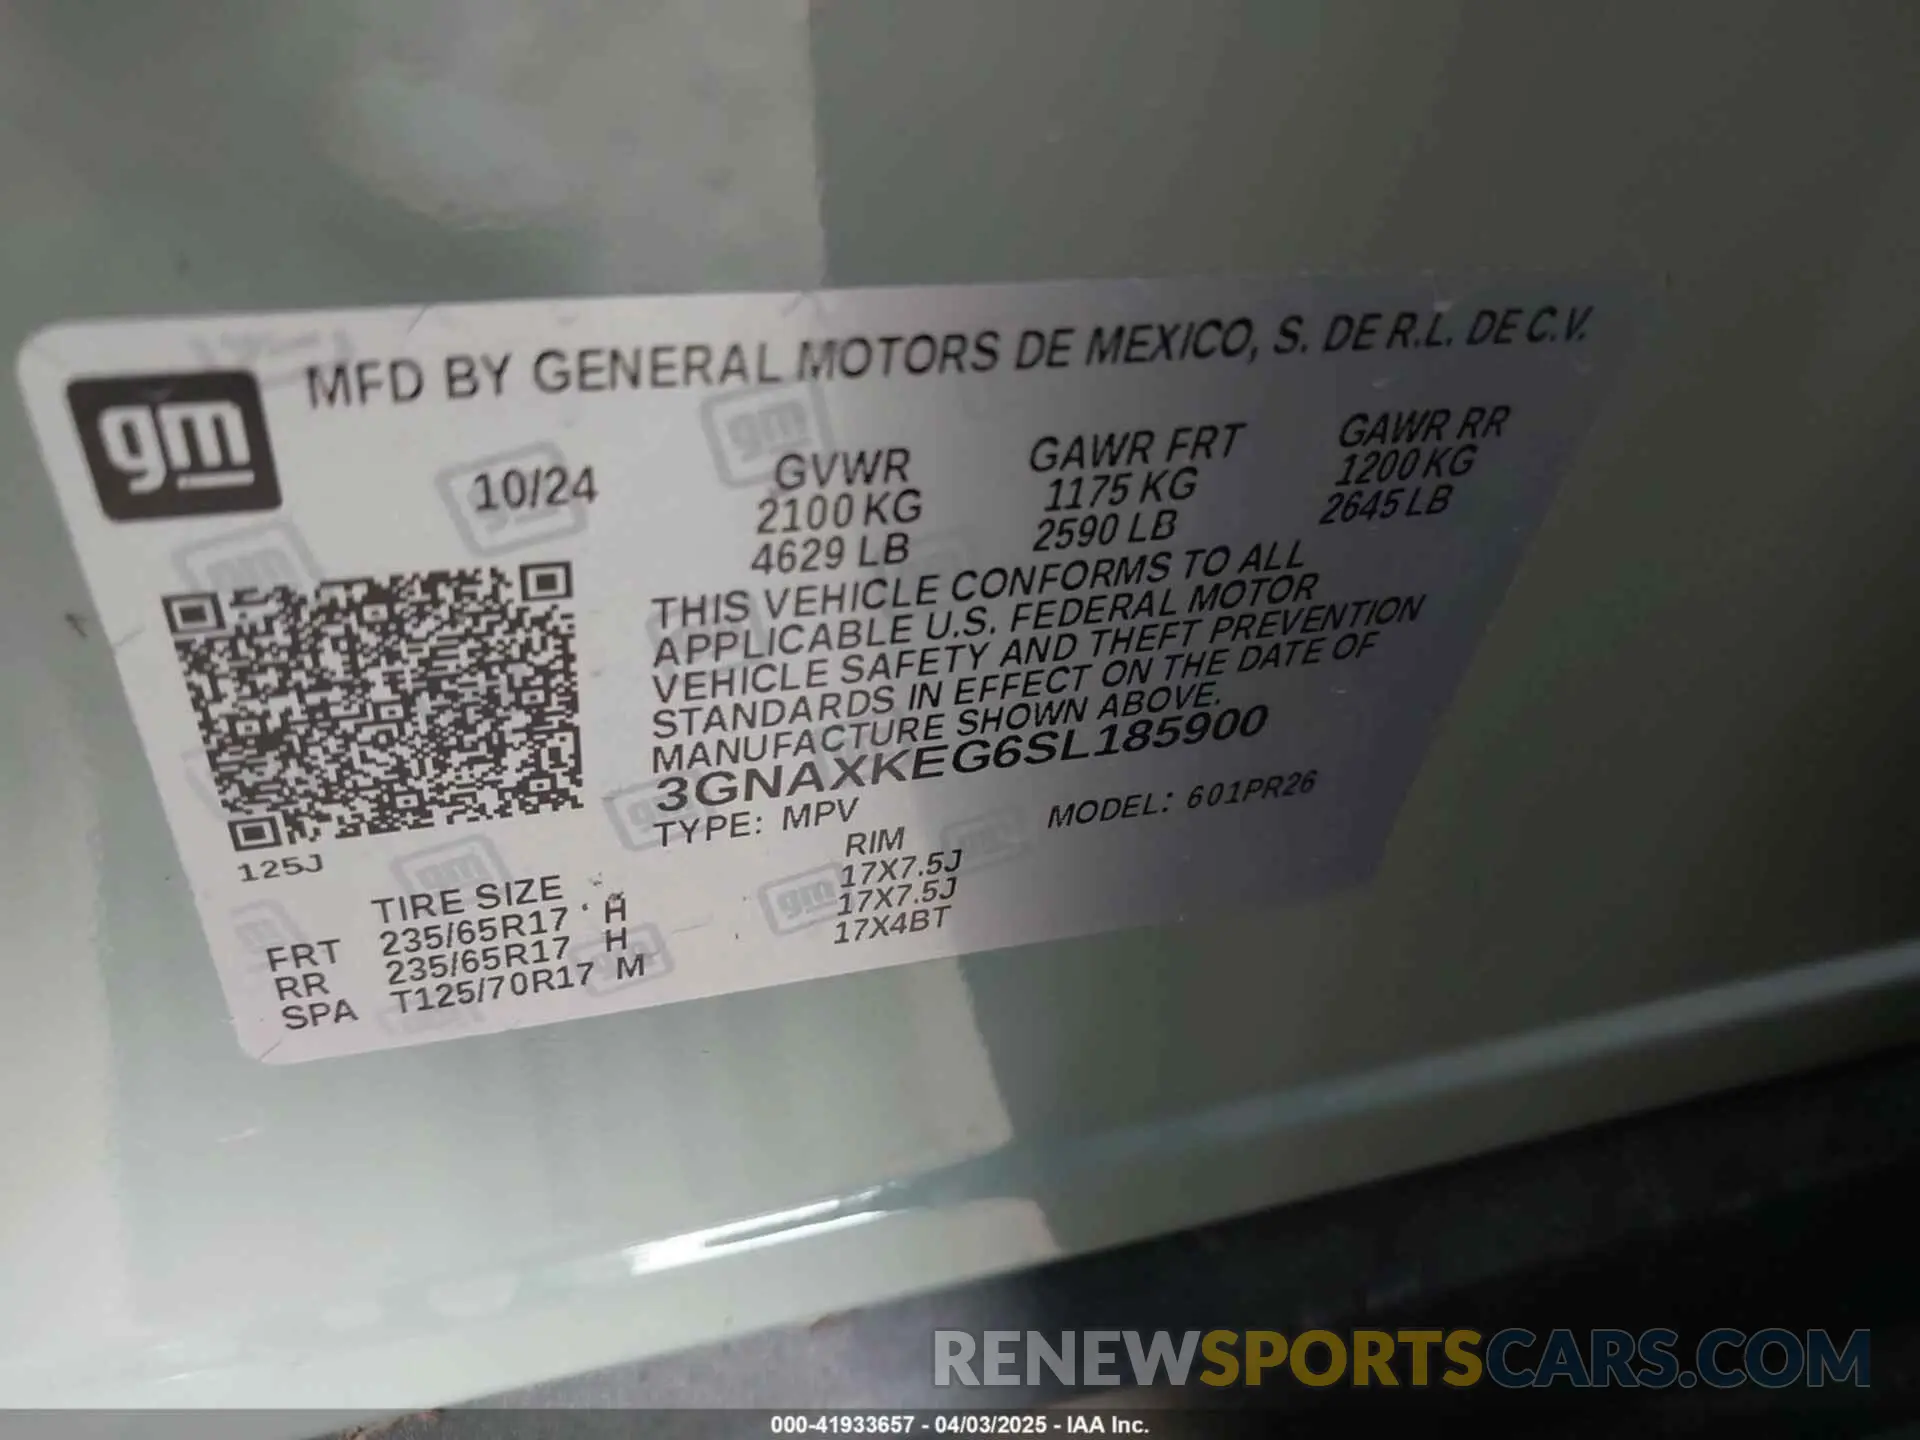 gm
MFD BY GENERAL MOTORS DE MEXICO, S. DE R.L. DE C.V.
10/24
GVWR GAWR FRT GAWR RR
2100 KG 1175 KG 1200 KG
4629 LB 2590 LB 2645 LB
THIS VEHICLE CONFORMS TO ALL
APPLICABLE U.S. FEDERAL MOTOR
VEHICLE SAFETY AND THEFT PREVENTION
STANDARDS IN EFFECT ON THE DATE OF
MANUFACTURE SHOWN ABOVE.
3GNAXKEG6SL185900
TYPE: MPV MODEL: 601PR26
125J
TIRE SIZE RIM
FRT 235/65R17 H 17X7.5J
RR 235/65R17 H 17X7.5J
SPA T125/70R17 M 17X4BT
RENEWSPORTSCARS.COM
000-41933657 - 04/03/2025 - IAA Inc.